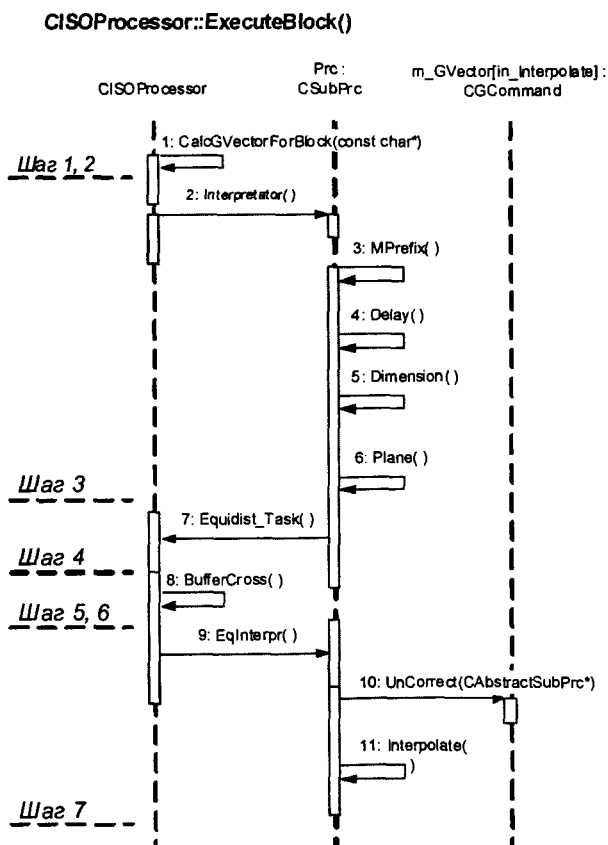 CISOProcessor::ExecuteBlock()
CISOProcessor
Prc :
CSubPrc
m_GVector[in_Interpolate] :
CGCommand
1: CalcGVectorForBlock(const char*)
Шаг 1, 2
2: Interpretator( )
3: MPrefix( )
4: Delay( )
5: Dimension( )
6: Plane( )
Шаг 3
7: Equidist_Task( )
Шаг 4
8: BufferCross( )
Шаг 5, 6
9: EqInterpr( )
10: UnCorrect(CAbstractSubPrc*)
11: Interpolate(
)
Шаг 7